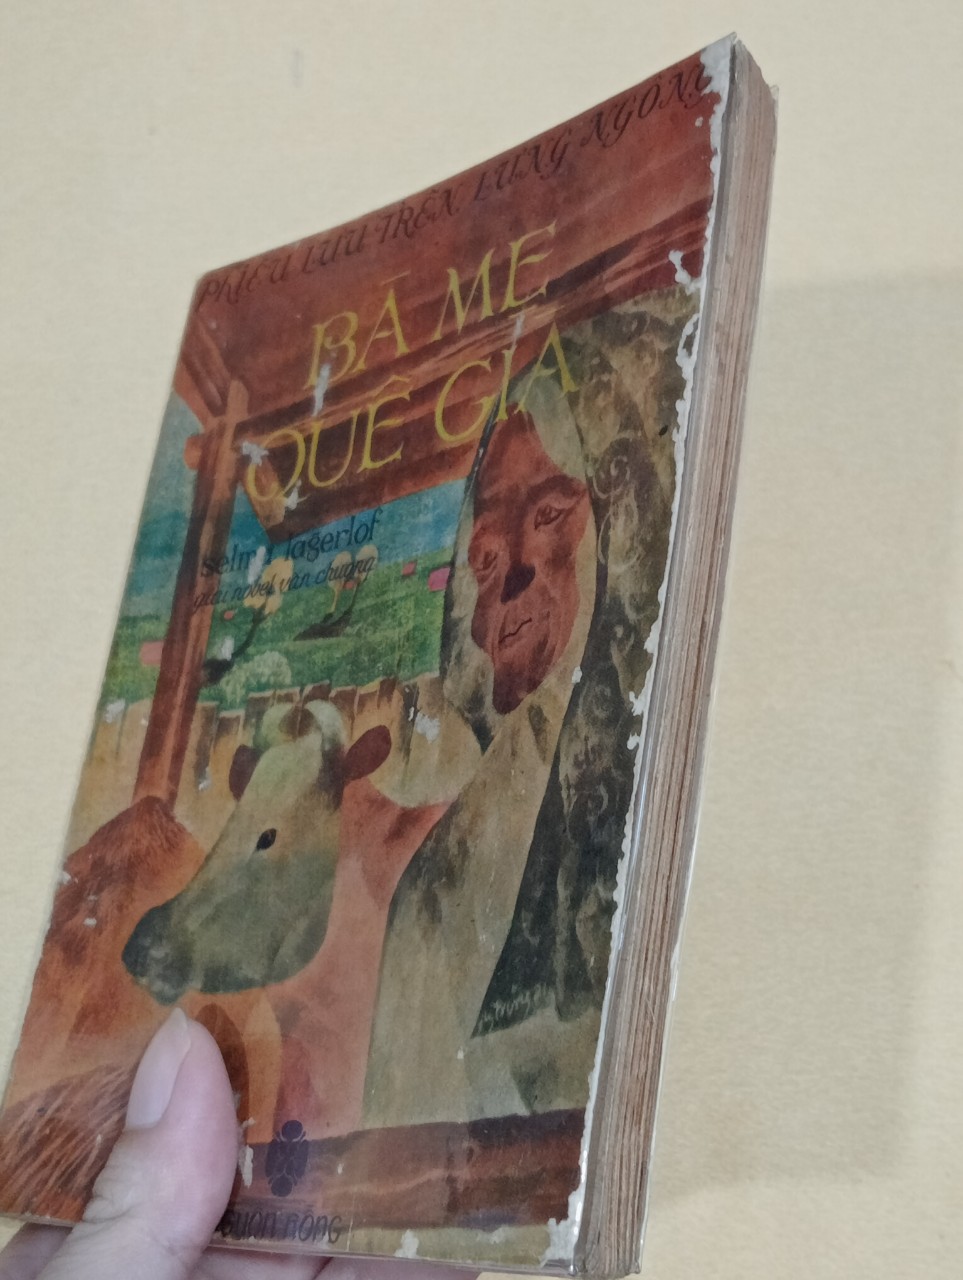 PHIÊU LƯU TRÊN LƯNG NGỖNG
BÀ MẸ
QUÊ GIÀ
selma lagerlof
giải nobel văn chương